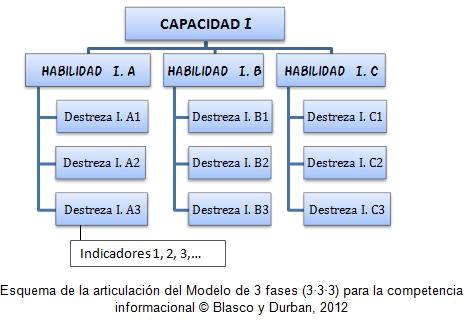 CAPACIDAD I
HABILIDAD I. A
HABILIDAD I. B
HABILIDAD I. C
Destreza I. A1
Destreza I. B1
Destreza I. C1
Destreza I. A2
Destreza I. B2
Destreza I. C2
Destreza I. A3
Destreza I. B3
Destreza I. C3
Indicadores 1, 2, 3,...
Esquema de la articulación del Modelo de 3 fases (3·3·3) para la competencia
informacional © Blasco y Durban, 2012